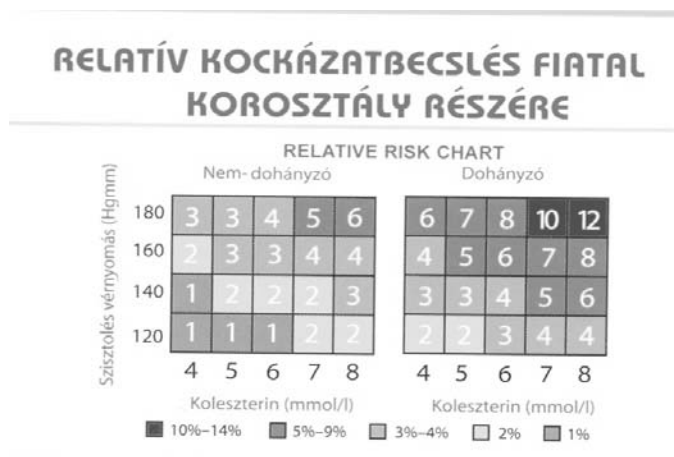 RELATÍV KOCKÁZATBECSLÉS FIATAL
KOROSZTÁLY RÉSZÉRE
RELATIVE RISK CHART
Nem-dohányzó Dohányzó
Szisztolés vérnyomás (Hgmm)
180 3 3 4 5 6 6 7 8 10 12
160 2 3 3 4 4 4 5 6 7 8
140 1 2 2 2 3 3 3 4 5 6
120 1 1 1 2 2 2 2 3 4 4
4 5 6 7 8 4 5 6 7 8
Koleszterin (mmol/l) Koleszterin (mmol/l)
10%–14% 5%–9% 3%–4% 2% 1%